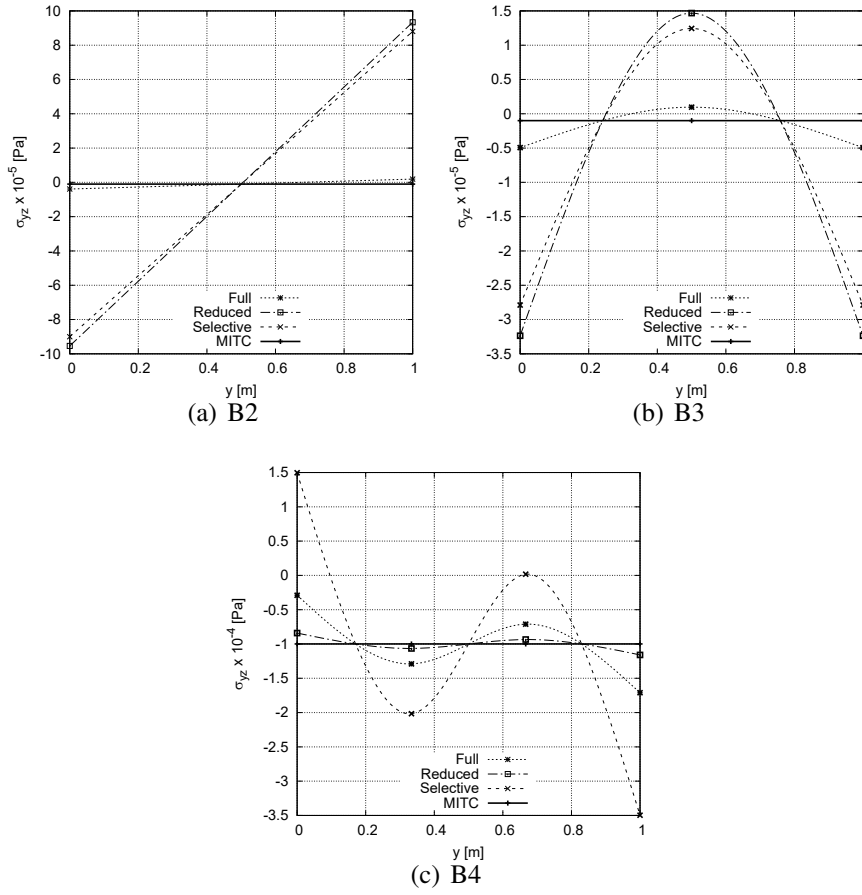 10
8
6
4
2
0
-2
-4
-6
-8
-10
σyz x 10⁻⁵ [Pa]
Full
Reduced
Selective
MITC
0 0.2 0.4 0.6 0.8 1
y [m]
(a) B2
1.5
1
0.5
0
-0.5
-1
-1.5
-2
-2.5
-3
-3.5
σyz x 10⁻⁵ [Pa]
Full
Reduced
Selective
MITC
0 0.2 0.4 0.6 0.8
y [m]
(b) B3
1.5
1
0.5
0
-0.5
-1
-1.5
-2
-2.5
-3
-3.5
σyz x 10⁻⁴ [Pa]
Full
Reduced
Selective
MITC
0 0.2 0.4 0.6 0.8 1
y [m]
(c) B4